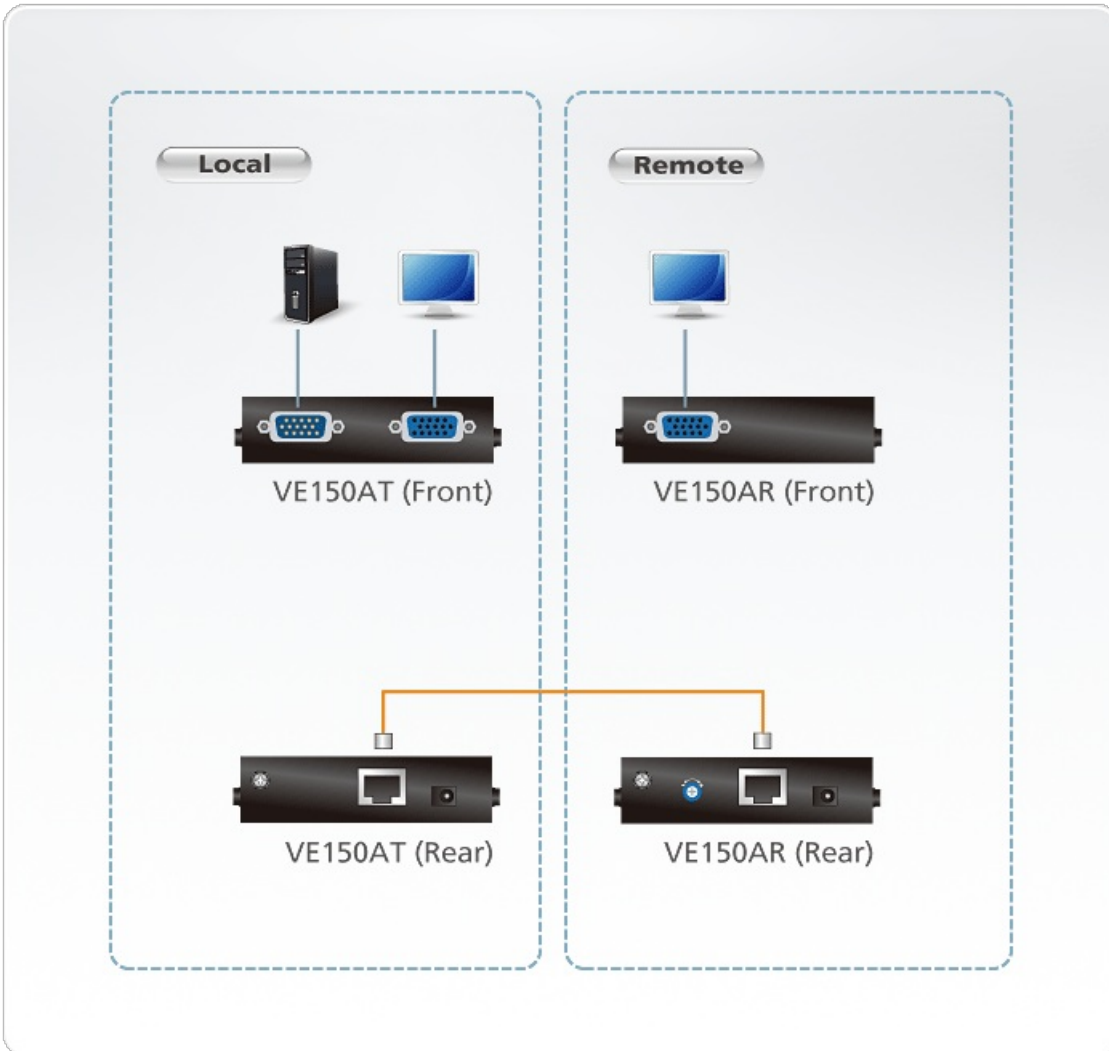 Local
Remote
VE150AT (Front)
VE150AR (Front)
VE150AT (Rear)
VE150AR (Rear)